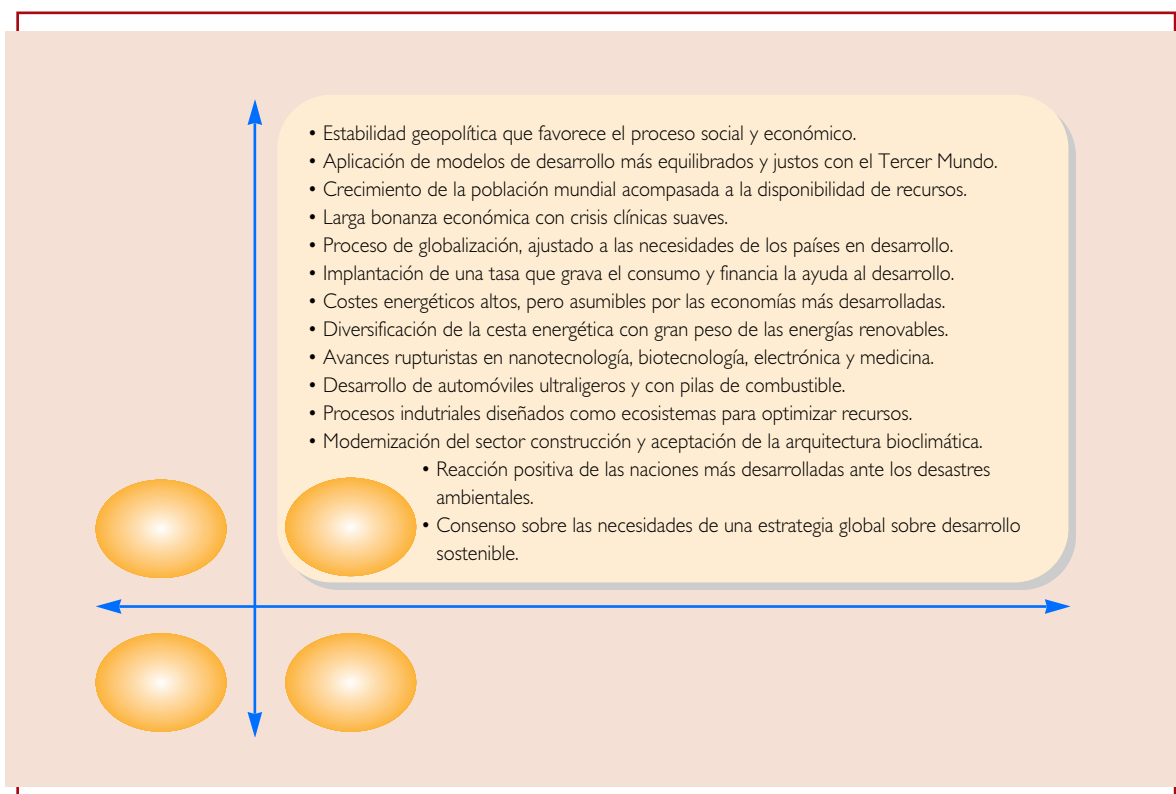 • Estabilidad geopolítica que favorece el proceso social y económico.
• Aplicación de modelos de desarrollo más equilibrados y justos con el Tercer Mundo.
• Crecimiento de la población mundial acompasada a la disponibilidad de recursos.
• Larga bonanza económica con crisis clínicas suaves.
• Proceso de globalización, ajustado a las necesidades de los países en desarrollo.
• Implantación de una tasa que grava el consumo y financia la ayuda al desarrollo.
• Costes energéticos altos, pero asumibles por las economías más desarrolladas.
• Diversificación de la cesta energética con gran peso de las energías renovables.
• Avances rupturistas en nanotecnología, biotecnología, electrónica y medicina.
• Desarrollo de automóviles ultraligeros y con pilas de combustible.
• Procesos indutriales diseñados como ecosistemas para optimizar recursos.
• Modernización del sector construcción y aceptación de la arquitectura bioclimática.
• Reacción positiva de las naciones más desarrolladas ante los desastres
ambientales.
• Consenso sobre las necesidades de una estrategia global sobre desarrollo
sostenible.